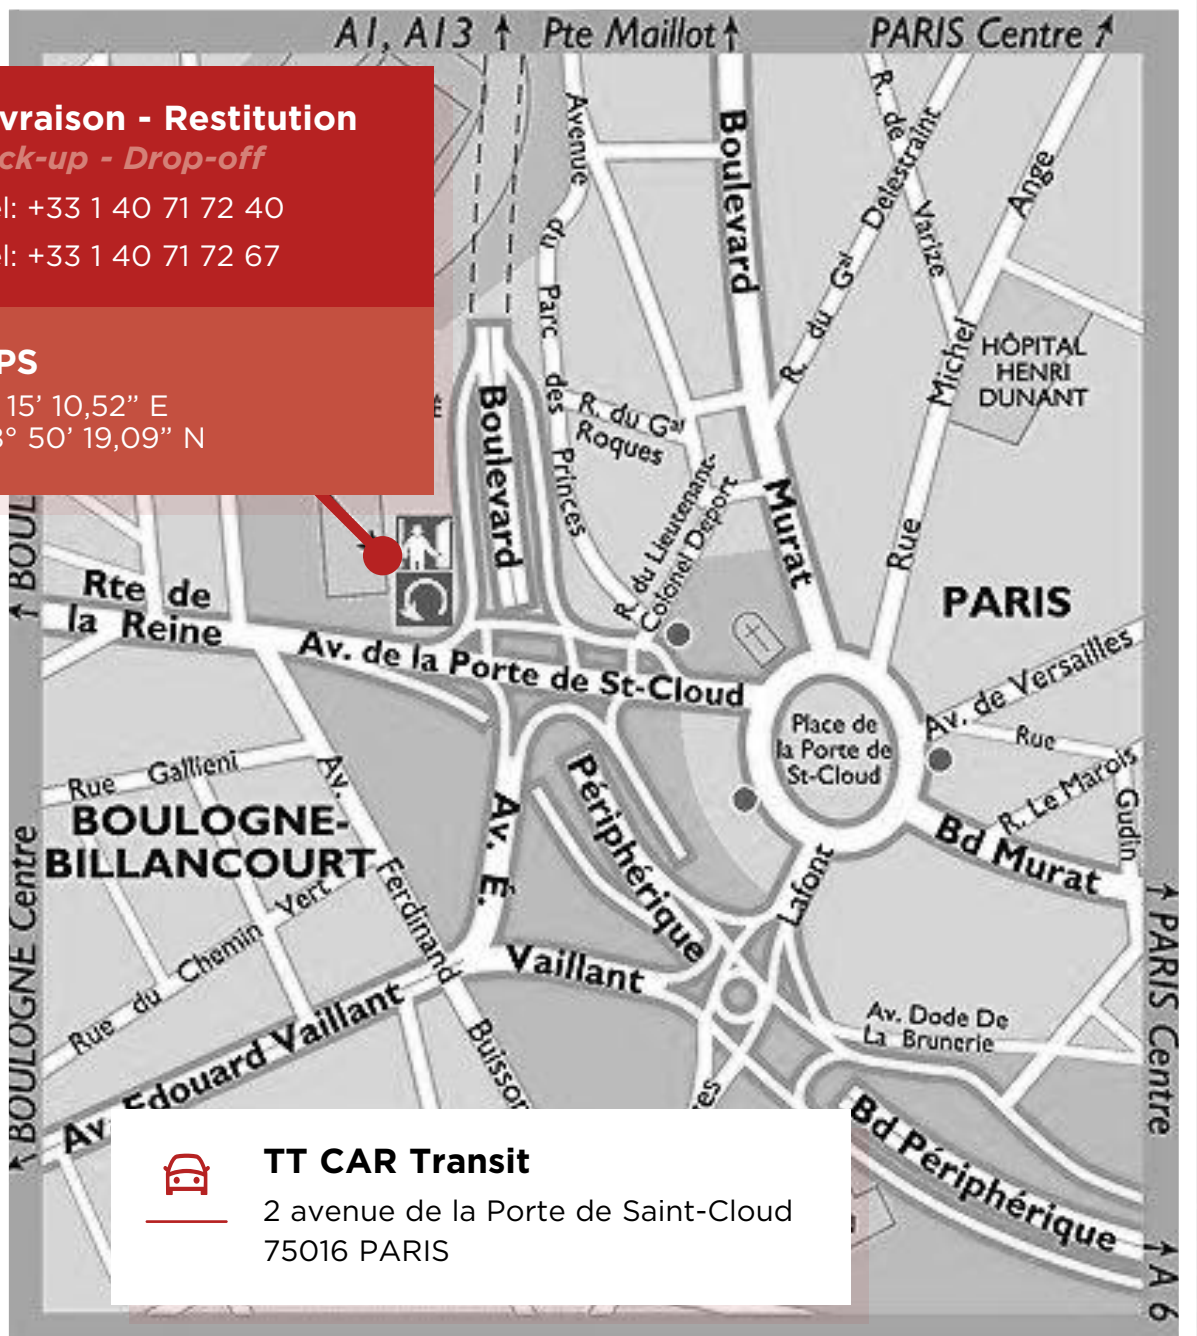 A1, A13
Pte Maillot
PARIS Centre
vraison - Restitution
ck-up - Drop-off
el: +33 1 40 71 72 40
el: +33 1 40 71 72 67
PS
15’ 10,52” E
° 50’ 19,09” N
Avenue
du
Parc
des
Princes
Boulevard
Murat
R. de
Varize
R. du Gal Delestraint
Rue
Michel
Ange
HÔPITAL
HENRI
DUNANT
R. du Gal
Roques
R. du Lieutenant-
Colonel Deport
Boulevard
Périphérique
BOUL
Rte de
la Reine
Av. de la Porte de St-Cloud
PARIS
Place de
la Porte de
St-Cloud
Av. de Versailles
Rue
Gudin
R. Le Marois
Bd Murat
Rue Gallieni
BOULOGNE-
BILLANCOURT
Av.
Ferdinand
Buisson
Rue du Chemin Vert
Av. É.
Vaillant
Lafont
Av. Edouard Vaillant
Av. Dode De
La Brunerie
BOULOGNE Centre
PARIS Centre
res
Bd Périphérique
A 6
TT CAR Transit
2 avenue de la Porte de Saint-Cloud
75016 PARIS